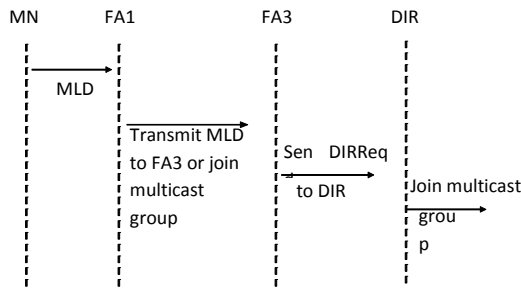 MN FA1 FA3 DIR
MLD
Transmit MLD
to FA3 or join
multicast
group
Sen DIRReq
to DIR
Join multicast
grou
p